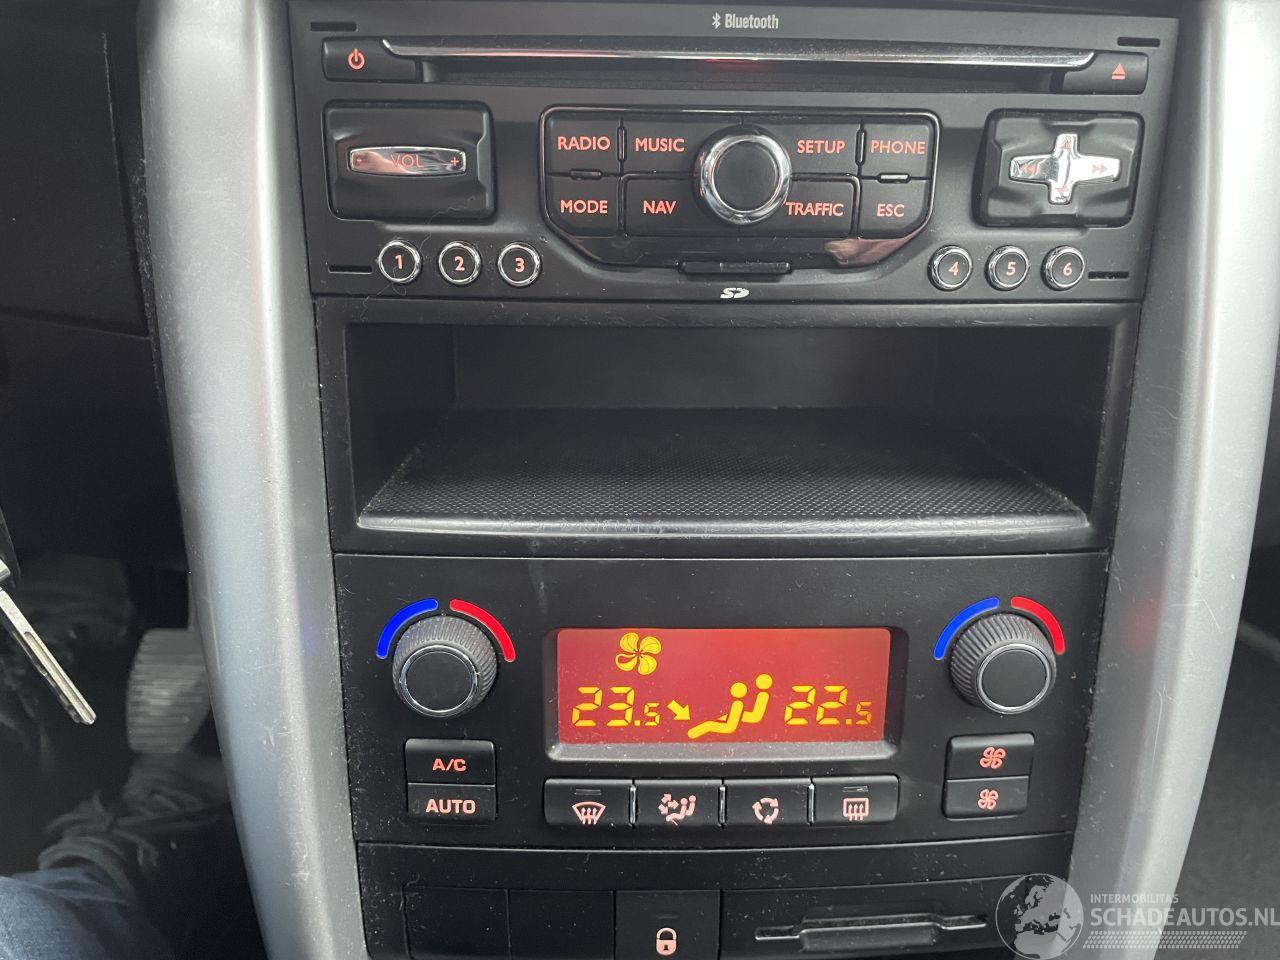 Bluetooth
RADIO MUSIC SETUP PHONE
- VOL +
MODE NAV TRAFFIC ESC
1 2 3 4 5 6
SD
23.5 22.5
A/C
AUTO
INTERMOBILITAS
SCHADEAUTOS.NL